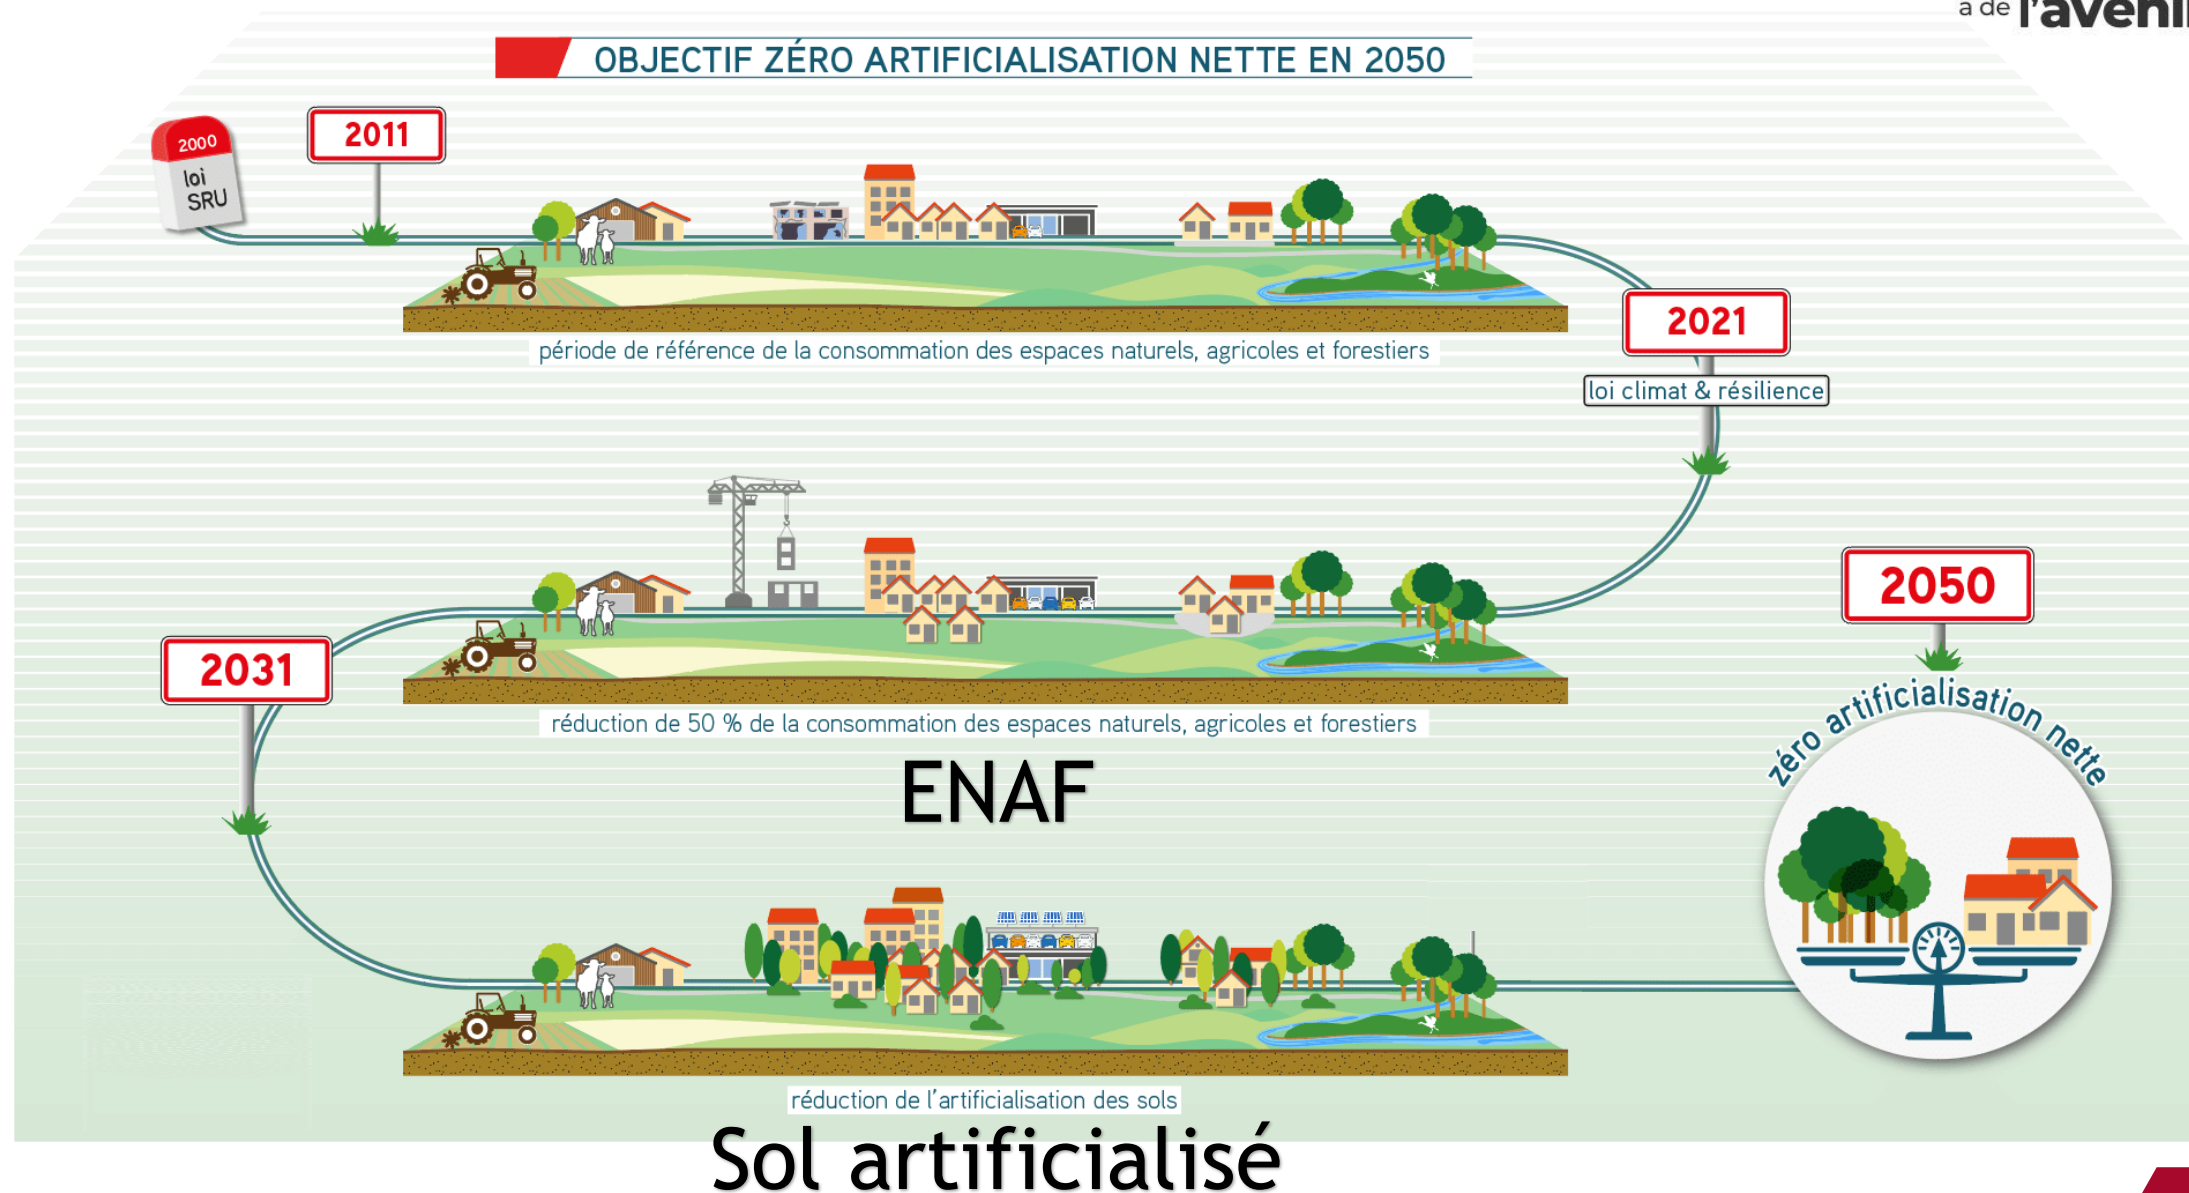 à de l'avenir
OBJECTIF ZÉRO ARTIFICIALISATION NETTE EN 2050
2000
loi
SRU
2011
période de référence de la consommation des espaces naturels, agricoles et forestiers
2021
loi climat & résilience
2050
2031
réduction de 50 % de la consommation des espaces naturels, agricoles et forestiers
ENAF
zéro artificialisation nette
réduction de l'artificialisation des sols
Sol artificialisé